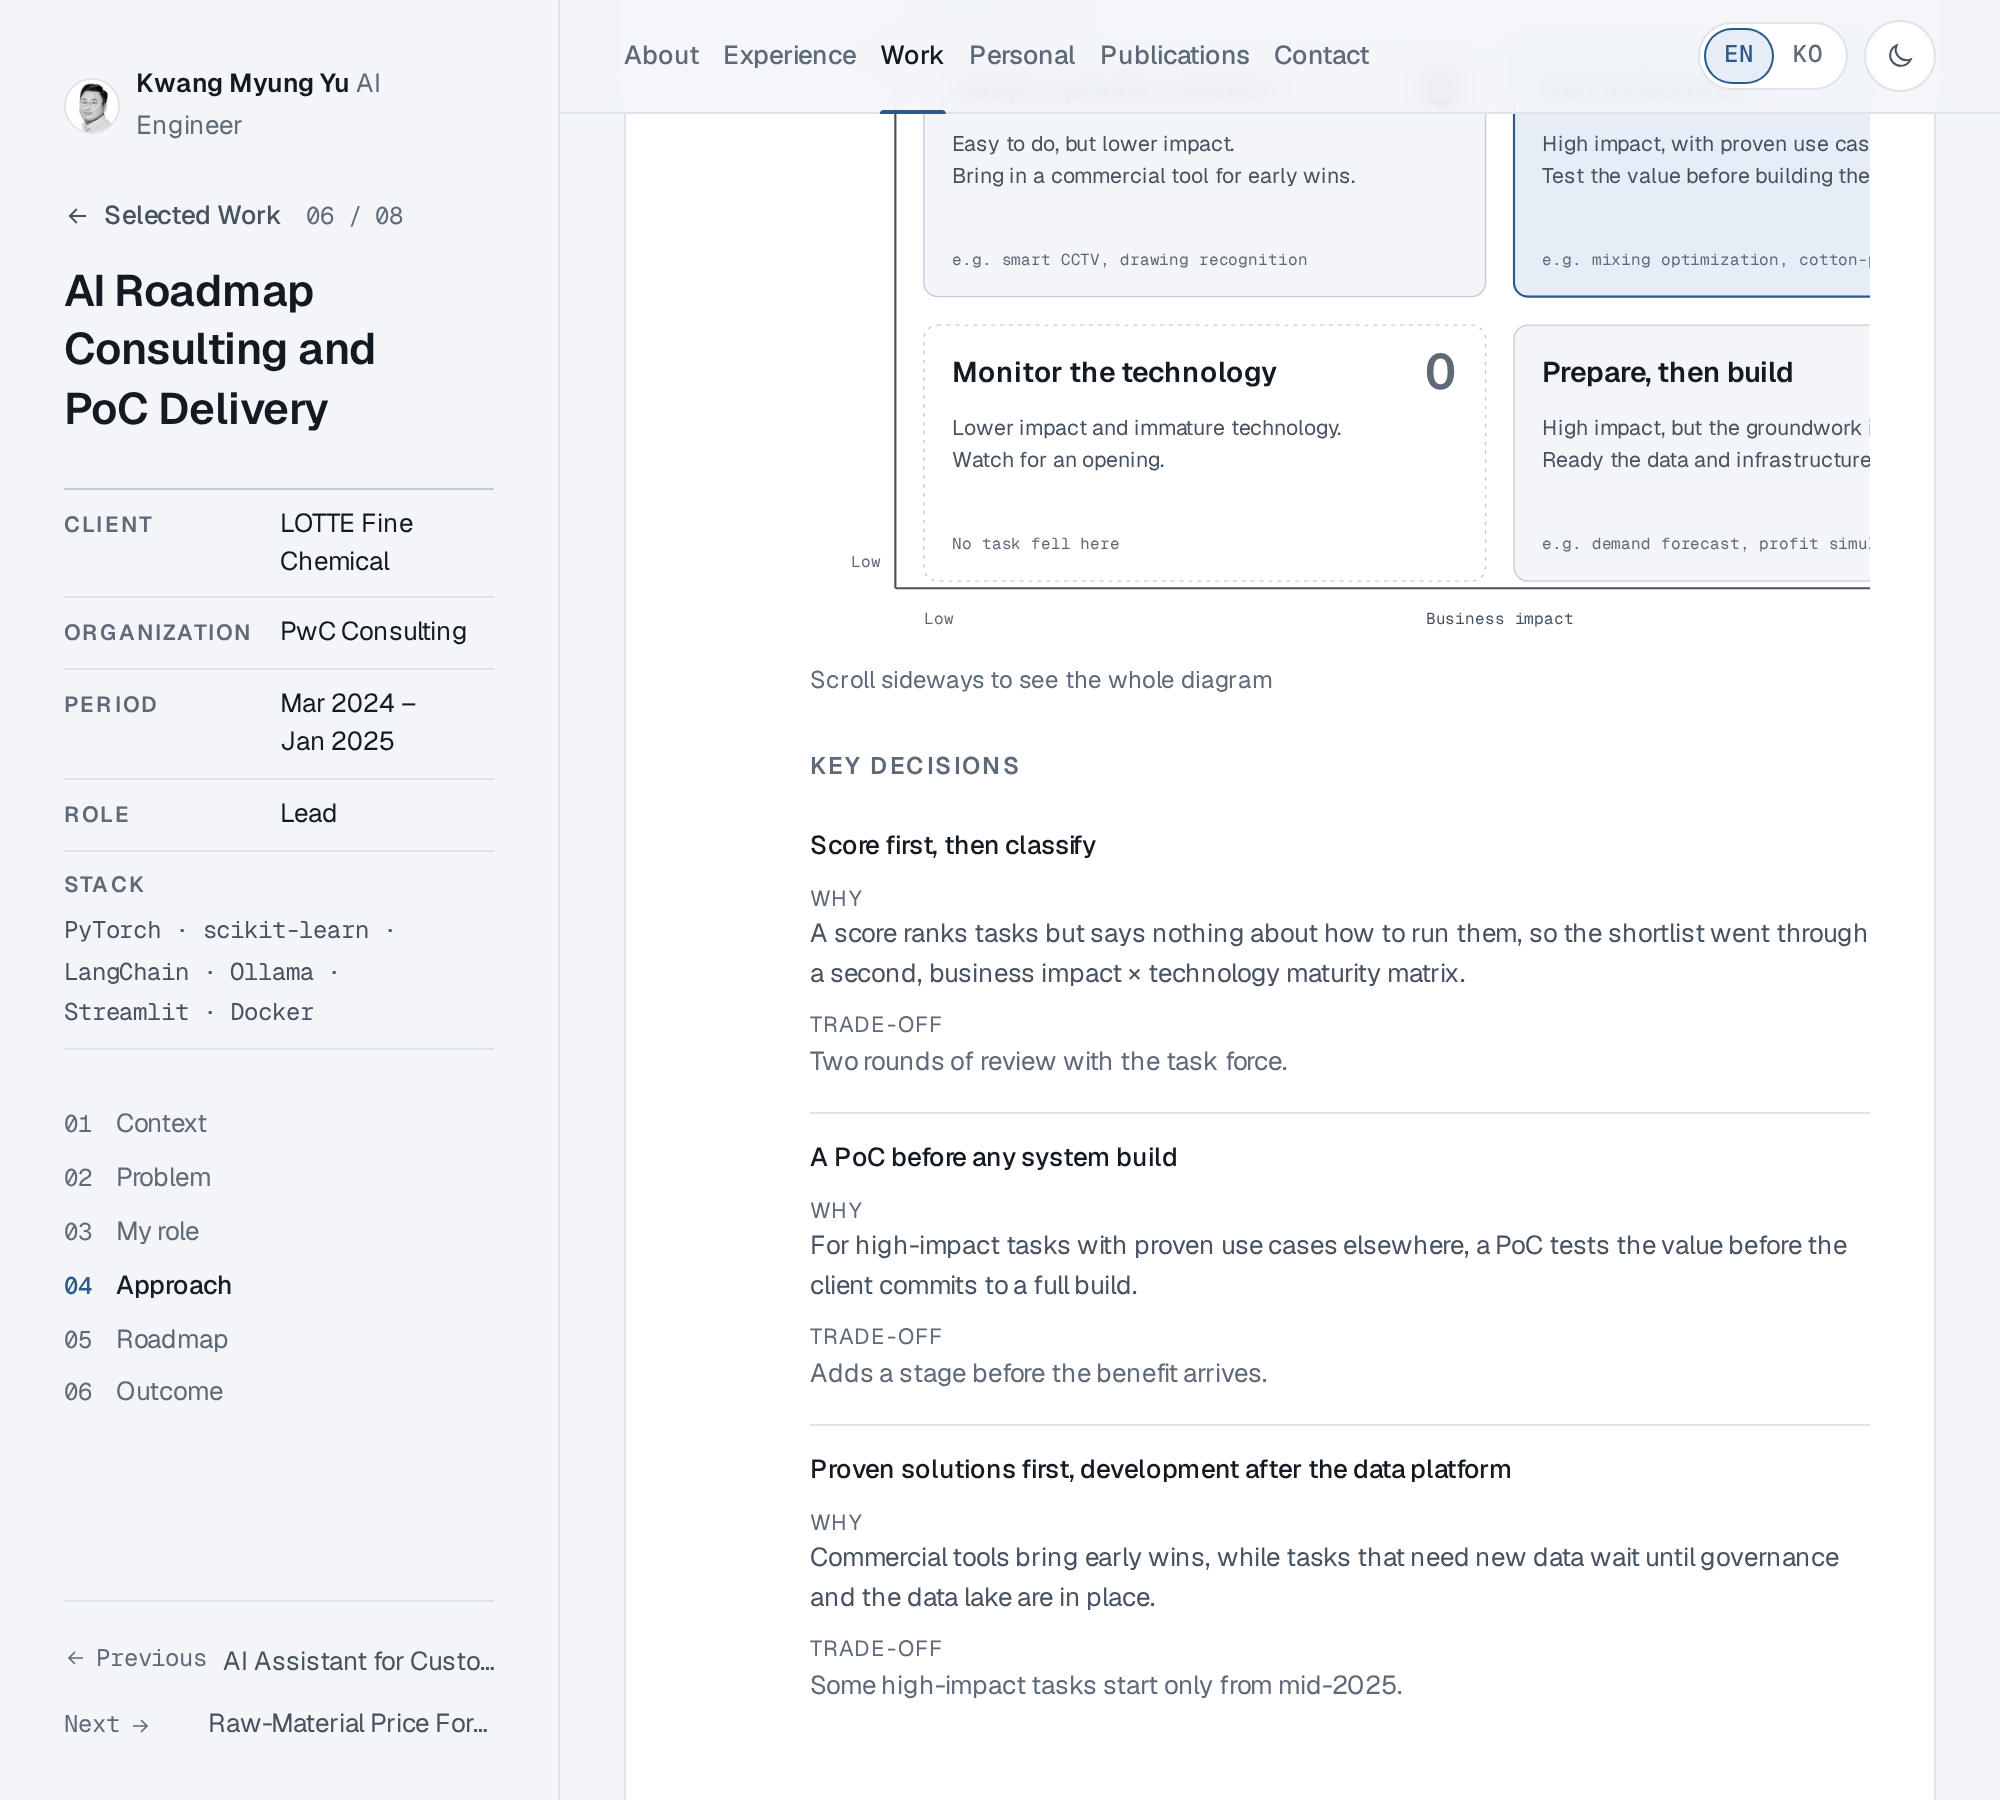 Kwang Myung Yu AI
Engineer
← Selected Work 06 / 08
AI Roadmap
Consulting and
PoC Delivery
CLIENT
LOTTE Fine
Chemical
ORGANIZATION
PwC Consulting
PERIOD
Mar 2024 –
Jan 2025
ROLE
Lead
STACK
PyTorch · scikit-learn ·
LangChain · Ollama ·
Streamlit · Docker
01 Context
02 Problem
03 My role
04 Approach
05 Roadmap
06 Outcome
← Previous AI Assistant for Custo…
Next → Raw-Material Price For…
About Experience Work Personal Publications Contact
EN KO
Easy to do, but lower impact.
Bring in a commercial tool for early wins.
e.g. smart CCTV, drawing recognition
High impact, with proven use cas
Test the value before building the
e.g. mixing optimization, cotton-
Monitor the technology 0
Lower impact and immature technology.
Watch for an opening.
No task fell here
Prepare, then build
High impact, but the groundwork
Ready the data and infrastructure
e.g. demand forecast, profit simu
Low
Low
Business impact
Scroll sideways to see the whole diagram
KEY DECISIONS
Score first, then classify
WHY
A score ranks tasks but says nothing about how to run them, so the shortlist went through
a second, business impact × technology maturity matrix.
TRADE-OFF
Two rounds of review with the task force.
A PoC before any system build
WHY
For high-impact tasks with proven use cases elsewhere, a PoC tests the value before the
client commits to a full build.
TRADE-OFF
Adds a stage before the benefit arrives.
Proven solutions first, development after the data platform
WHY
Commercial tools bring early wins, while tasks that need new data wait until governance
and the data lake are in place.
TRADE-OFF
Some high-impact tasks start only from mid-2025.